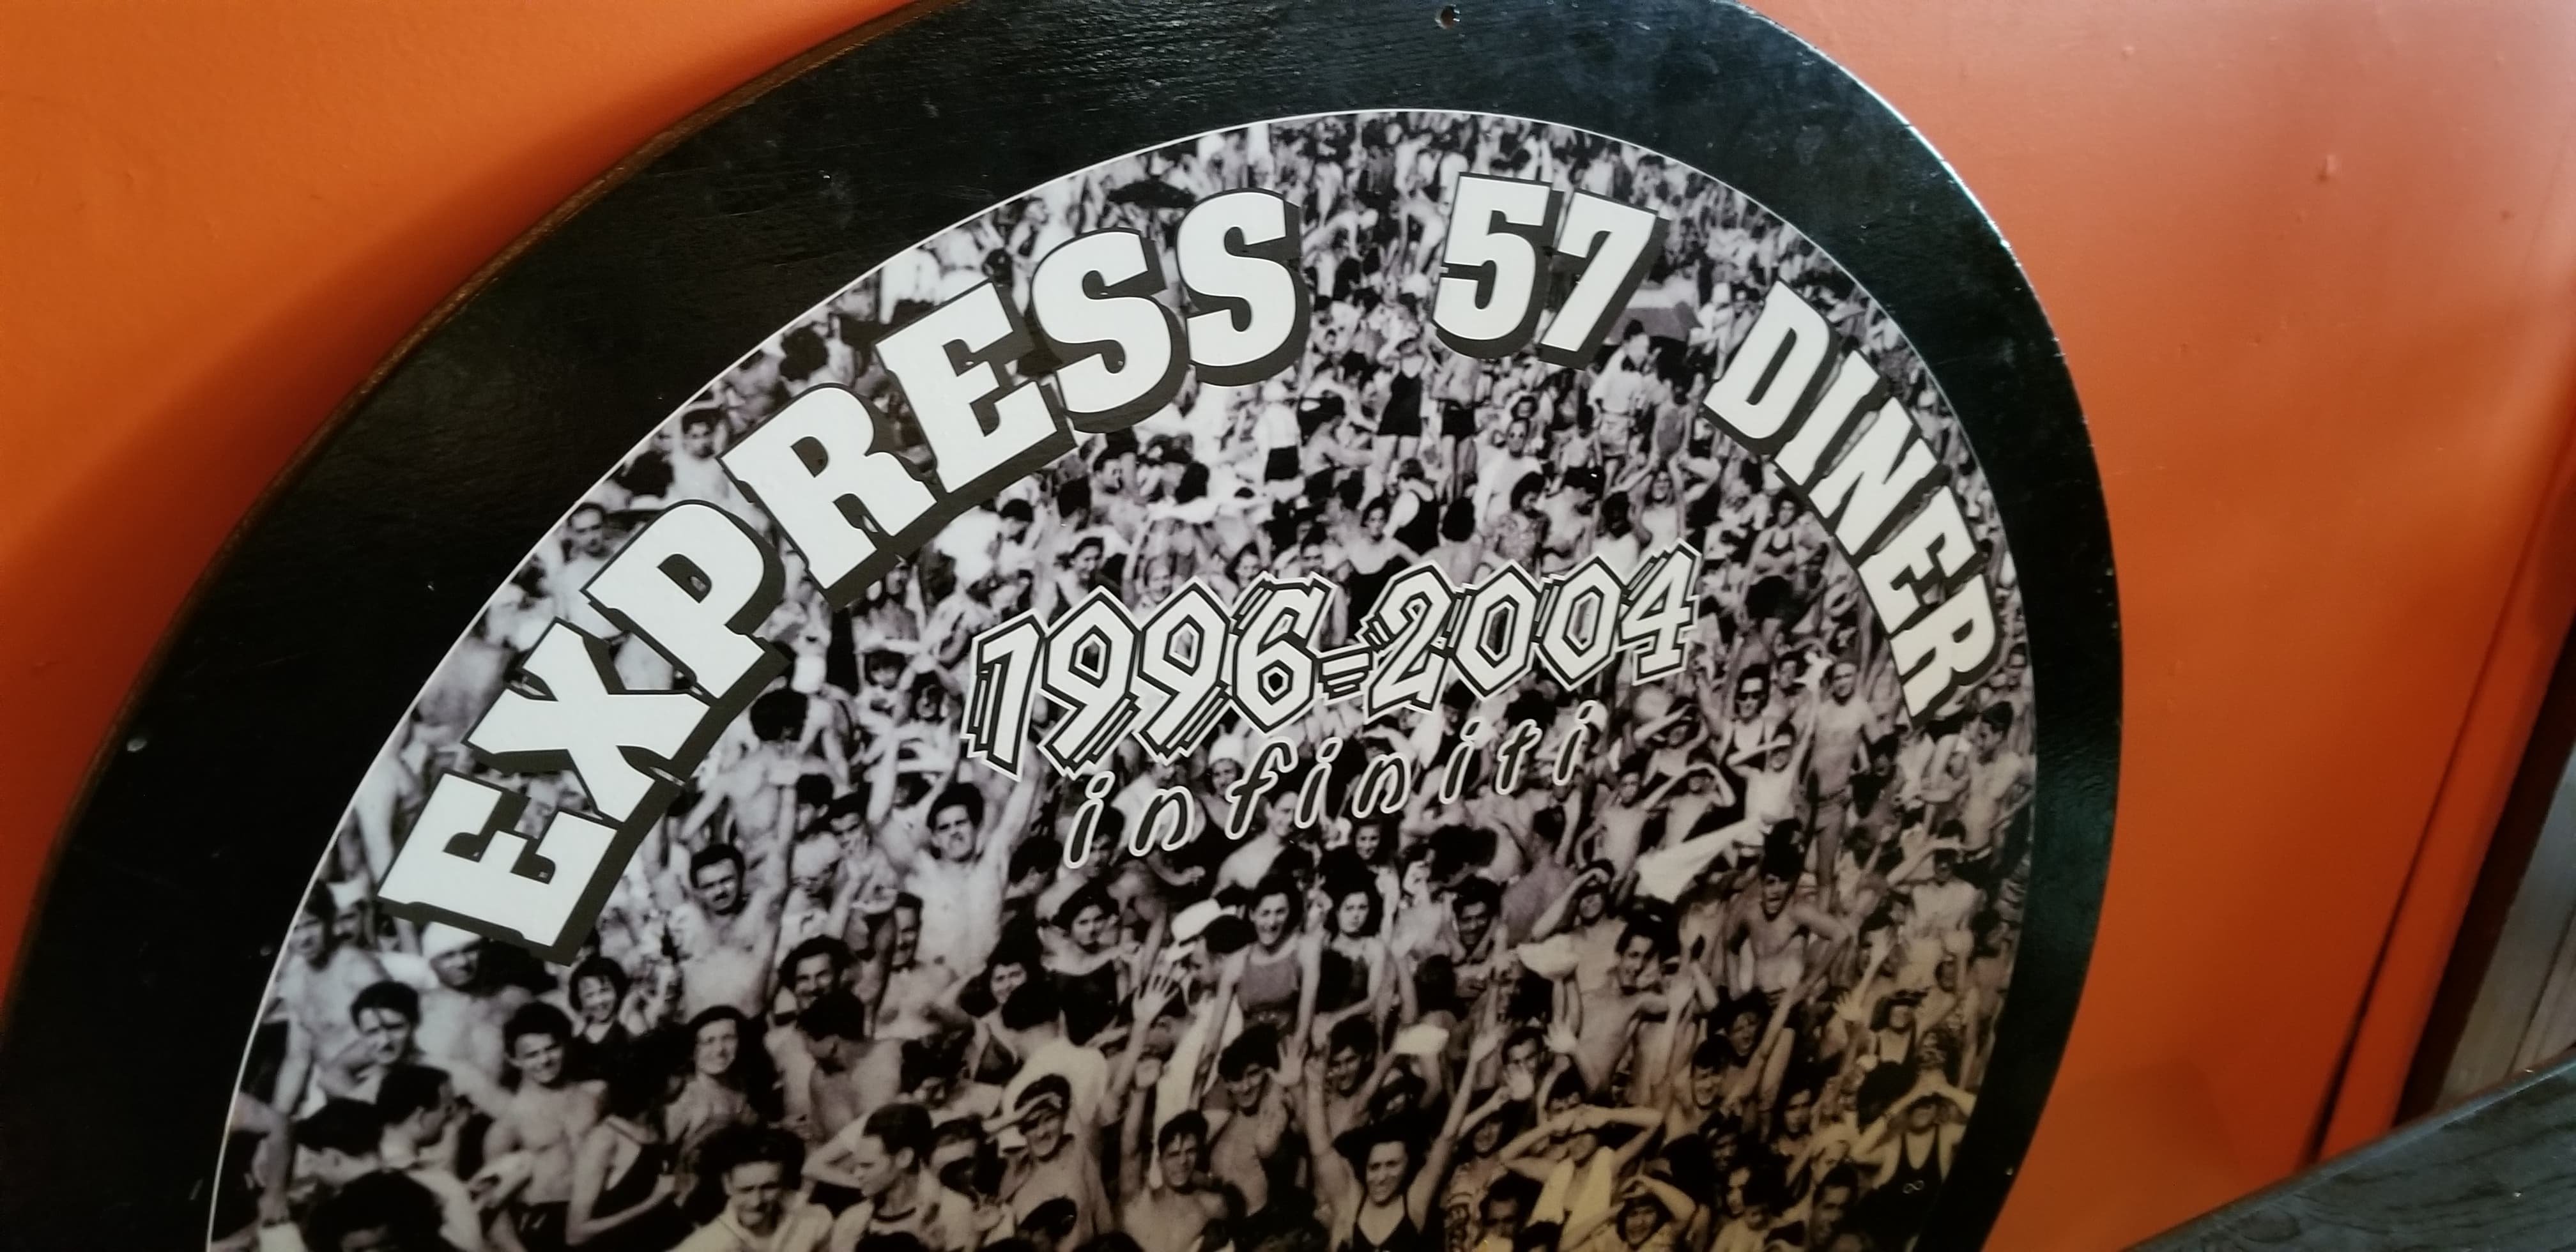 EXPRESS 57 DINER
1996-2004
infiniti